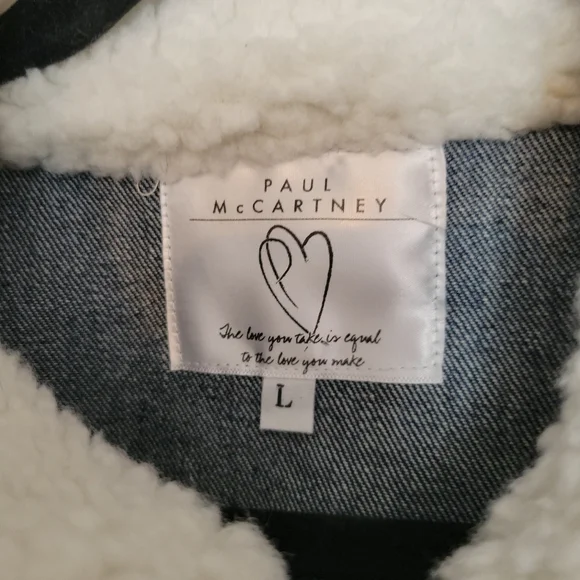 PAUL
McCARTNEY
The love you take is equal
to the love you make
L